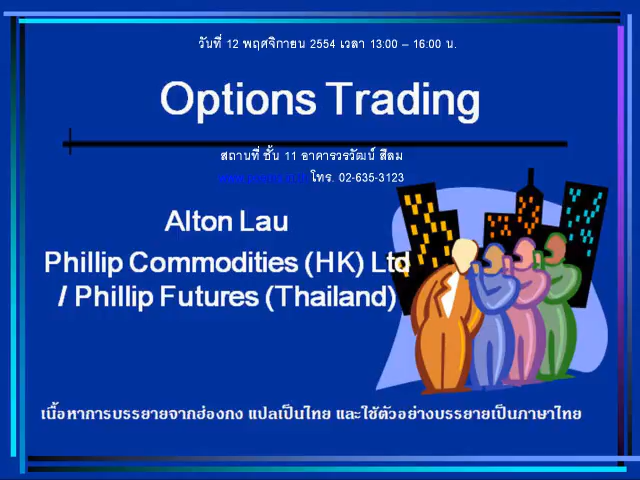 วันที่ 12 พฤศจิกายน 2554 เวลา 13:00 – 16:00 น.
Options Trading
สถานที่ ชั้น 11 อาคารวรวัฒน์ สีลม
โทร. 02-635-3123
Alton Lau
Phillip Commodities (HK) Ltd
/ Phillip Futures (Thailand)
เนื้อหาการบรรยายจากฮ่องกง แปลเป็นไทย และใช้ตัวอย่างบรรยายเป็นภาษาไทย